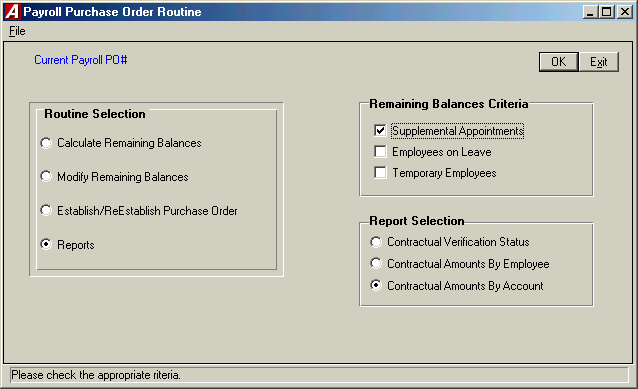 A Payroll Purchase Order Routine
File
Current Payroll PO#
OK Exit
Routine Selection
Calculate Remaining Balances
Modify Remaining Balances
Establish/ReEstablish Purchase Order
Reports
Remaining Balances Criteria
Supplemental Appointments
Employees on Leave
Temporary Employees
Report Selection
Contractual Verification Status
Contractual Amounts By Employee
Contractual Amounts By Account
Please check the appropriate riteria.